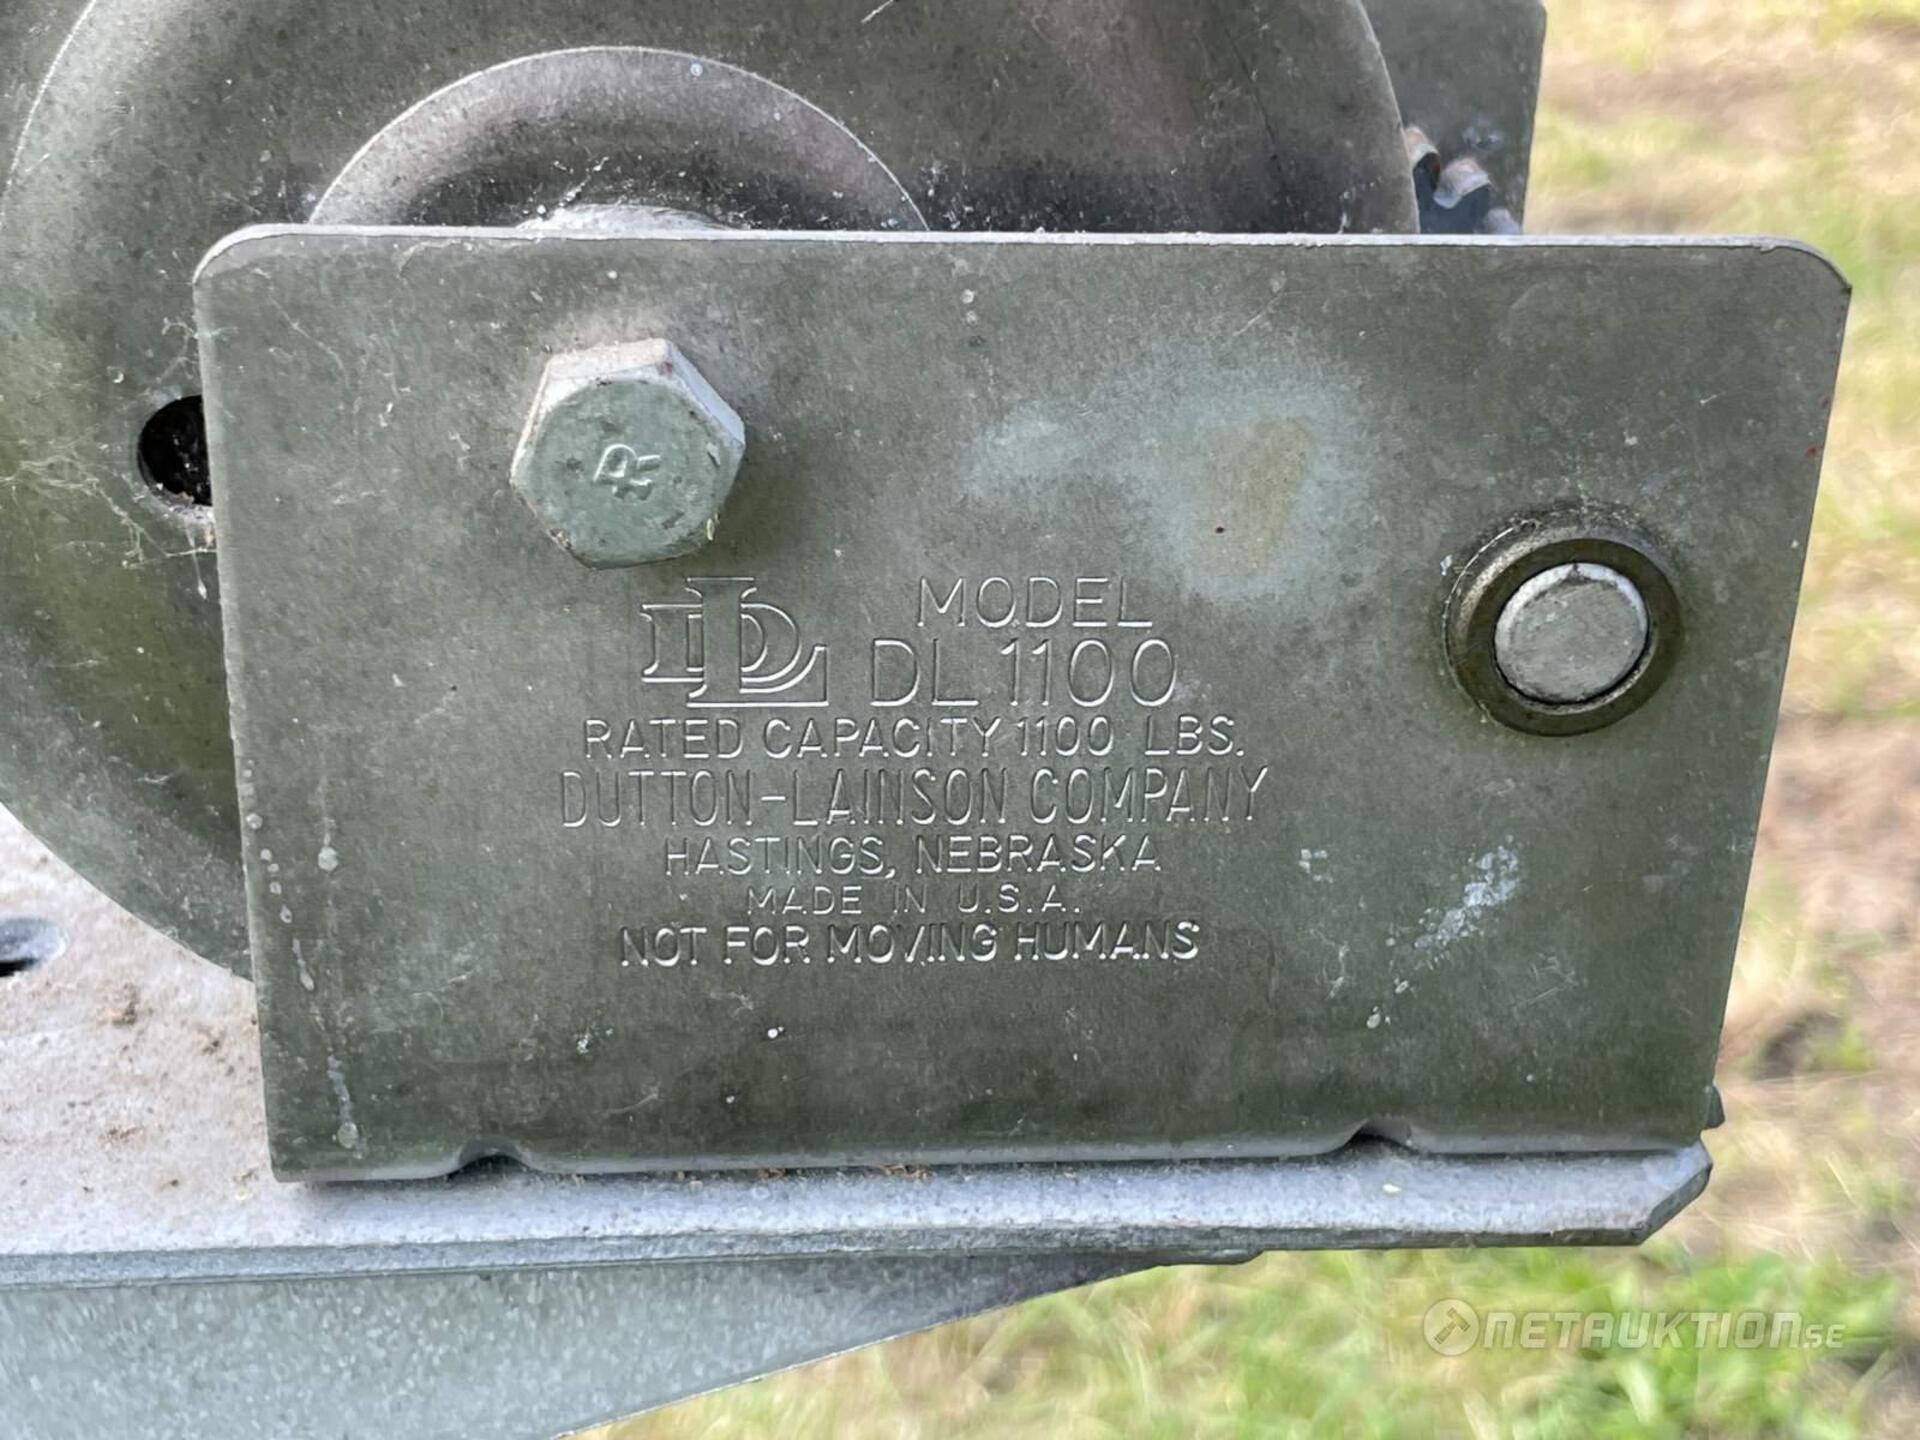 R
DL
MODEL
DL 1100
RATED CAPACITY 1100 LBS.
DUTTON-LAINSON COMPANY
HASTINGS, NEBRASKA
MADE IN U.S.A.
NOT FOR MOVING HUMANS
NETAUKTION.SE